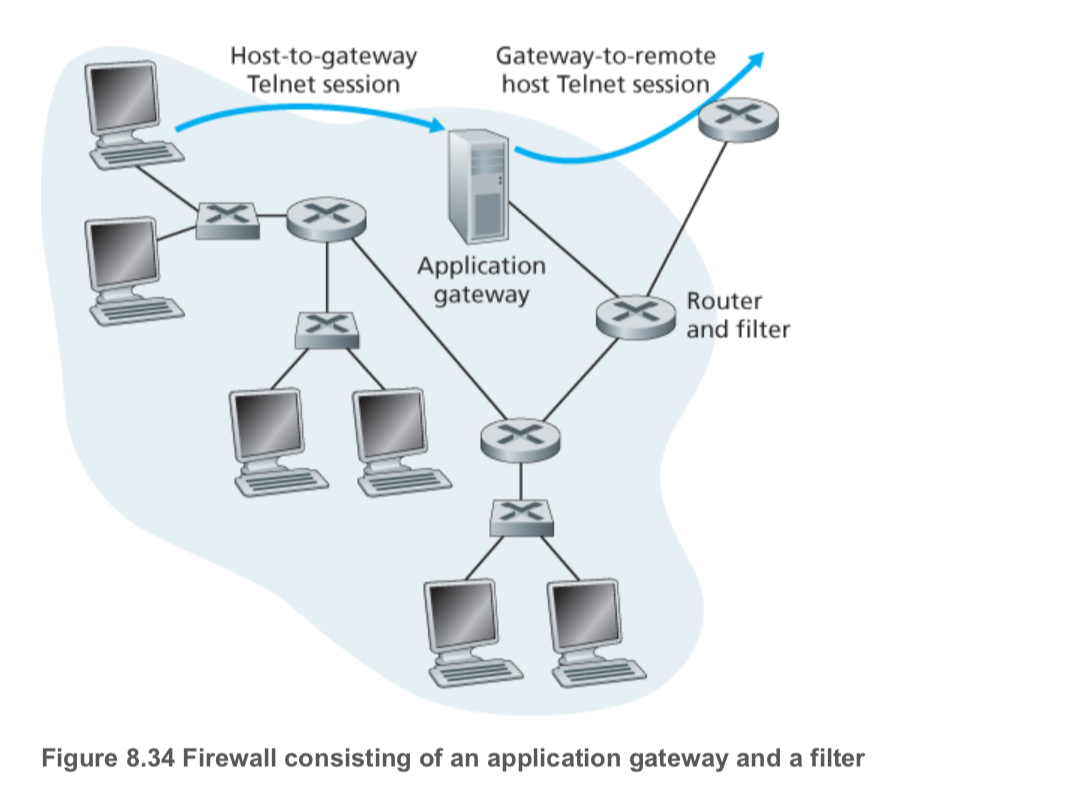 Host-to-gateway
Telnet session
Gateway-to-remote
host Telnet session
Application
gateway
Router
and filter
Figure 8.34 Firewall consisting of an application gateway and a filter